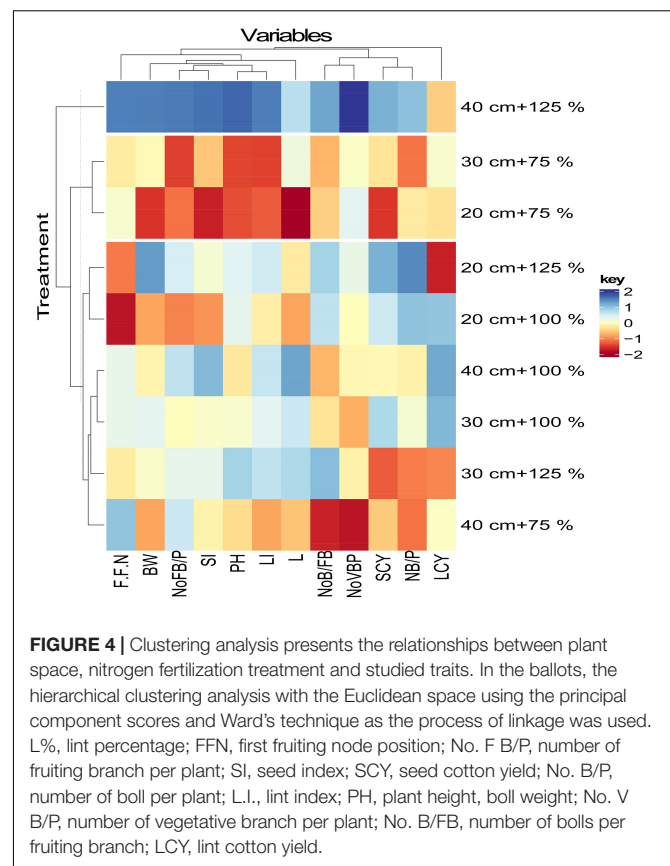 Variables
Treatment
40 cm+125 %
30 cm+75 %
20 cm+75 %
20 cm+125 %
20 cm+100 %
40 cm+100 %
30 cm+100 %
30 cm+125 %
40 cm+75 %
key
2
1
0
−1
−2
F.F.N
BW
NoFB/P
SI
PH
LI
L
NoB/FB
NoVBP
SCY
NB/P
LCY
FIGURE 4 | Clustering analysis presents the relationships between plant
space, nitrogen fertilization treatment and studied traits. In the ballots, the
hierarchical clustering analysis with the Euclidean space using the principal
component scores and Ward's technique as the process of linkage was used.
L%, lint percentage; FFN, first fruiting node position; No. F B/P, number of
fruiting branch per plant; SI, seed index; SCY, seed cotton yield; No. B/P,
number of boll per plant; L.I., lint index; PH, plant height, boll weight; No. V
B/P, number of vegetative branch per plant; No. B/FB, number of bolls per
fruiting branch; LCY, lint cotton yield.